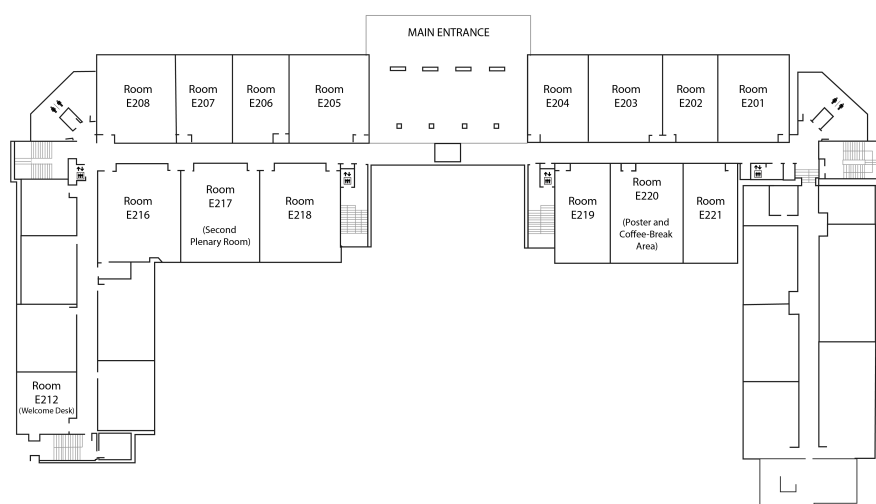 MAIN ENTRANCE
Room
E208
Room
E207
Room
E206
Room
E205
Room
E204
Room
E203
Room
E202
Room
E201
Room
E216
Room
E217
(Second
Plenary Room)
Room
E218
Room
E219
Room
E220
(Poster and
Coffee-Break
Area)
Room
E221
Room
E212
(Welcome Desk)